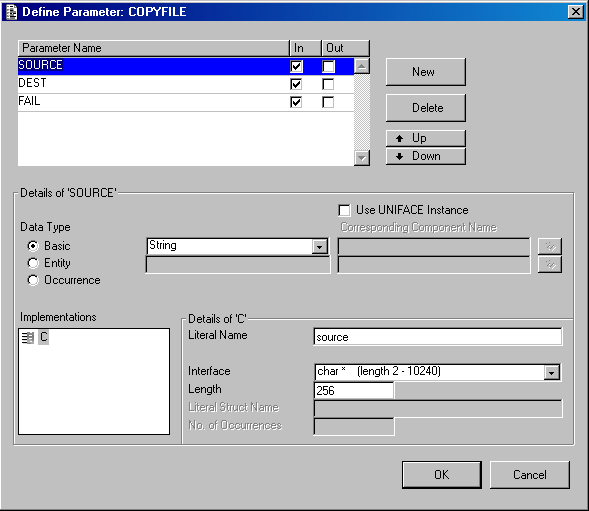 Define Parameter: COPYFILE
Parameter Name In Out
SOURCE
DEST
FAIL
New
Delete
Up
Down
Details of 'SOURCE'
Use UNIFACE Instance
Data Type
Corresponding Component Name
Basic
String
Entity
Occurrence
Implementations
C
Details of 'C'
Literal Name
source
Interface
char * (length 2 - 10240)
Length
256
Literal Struct Name
No. of Occurrences
OK
Cancel